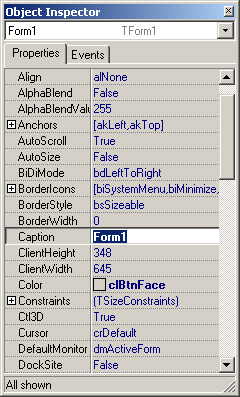 Object Inspector
Form1 TForm1
Properties Events
Align alNone
AlphaBlend False
AlphaBlendValu 255
Anchors [akLeft,akTop]
AutoScroll True
AutoSize False
BiDiMode bdLeftToRight
BorderIcons [biSystemMenu,biMinimize,
BorderStyle bsSizeable
BorderWidth 0
Caption Form1
ClientHeight 348
ClientWidth 645
Color clBtnFace
Constraints (TSizeConstraints)
Ctl3D True
Cursor crDefault
DefaultMonitor dmActiveForm
DockSite False
All shown